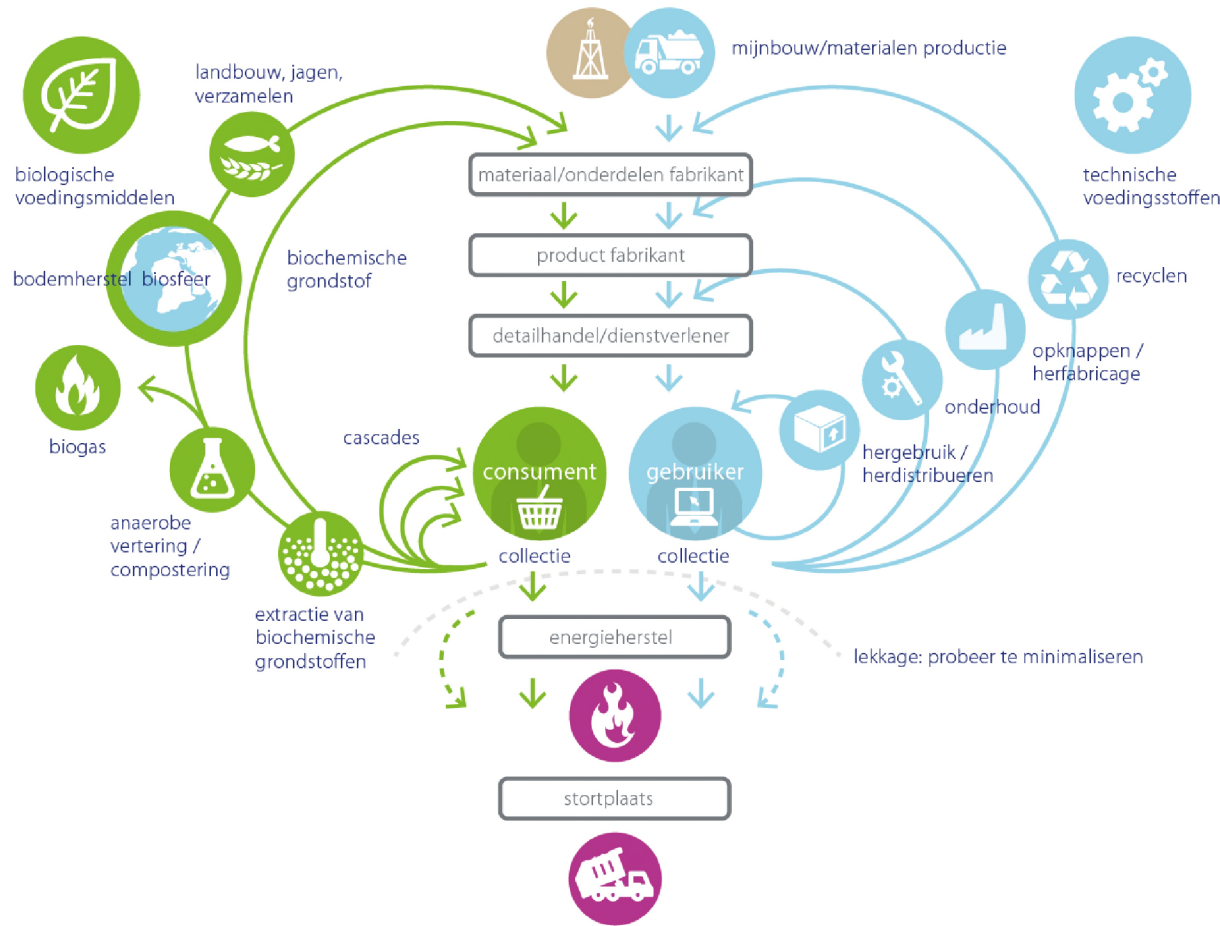 mijnbouw/materialen productie
landbouw, jagen,
verzamelen
biologische
voedingsmiddelen
technische
voedingsstoffen
materiaal/onderdelen fabrikant
biochemische
grondstof
product fabrikant
bodemherstel biosfeer
recyclen
detailhandel/dienstverlener
opknappen /
herfabricage
onderhoud
biogas
cascades
hergebruik /
herdistribueren
consument
gebruiker
anaerobe
vertering /
compostering
collectie
collectie
extractie van
biochemische
grondstoffen
energieherstel
lekkage: probeer te minimaliseren
stortplaats